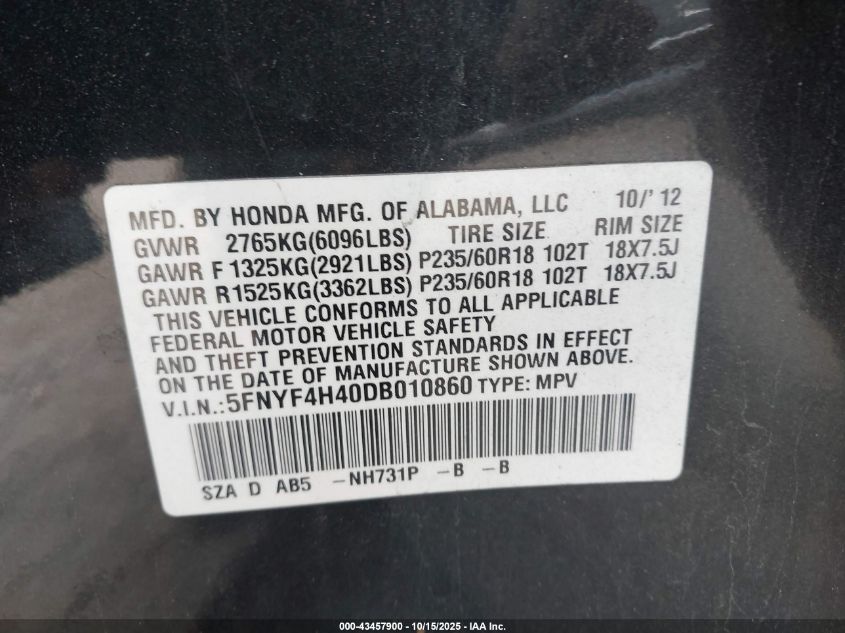 MFD. BY HONDA MFG. OF ALABAMA, LLC 10/'12
GVWR 2765KG(6096LBS) TIRE SIZE RIM SIZE
GAWR F 1325KG(2921LBS) P235/60R18 102T 18X7.5J
GAWR R1525KG(3362LBS) P235/60R18 102T 18X7.5J
THIS VEHICLE CONFORMS TO ALL APPLICABLE
FEDERAL MOTOR VEHICLE SAFETY
AND THEFT PREVENTION STANDARDS IN EFFECT
ON THE DATE OF MANUFACTURE SHOWN ABOVE.
V.I.N.:5FNYF4H40DB010860 TYPE: MPV
SZA D AB5 -NH731P -B -B
000-43457900 - 10/15/2025 - IAA Inc.